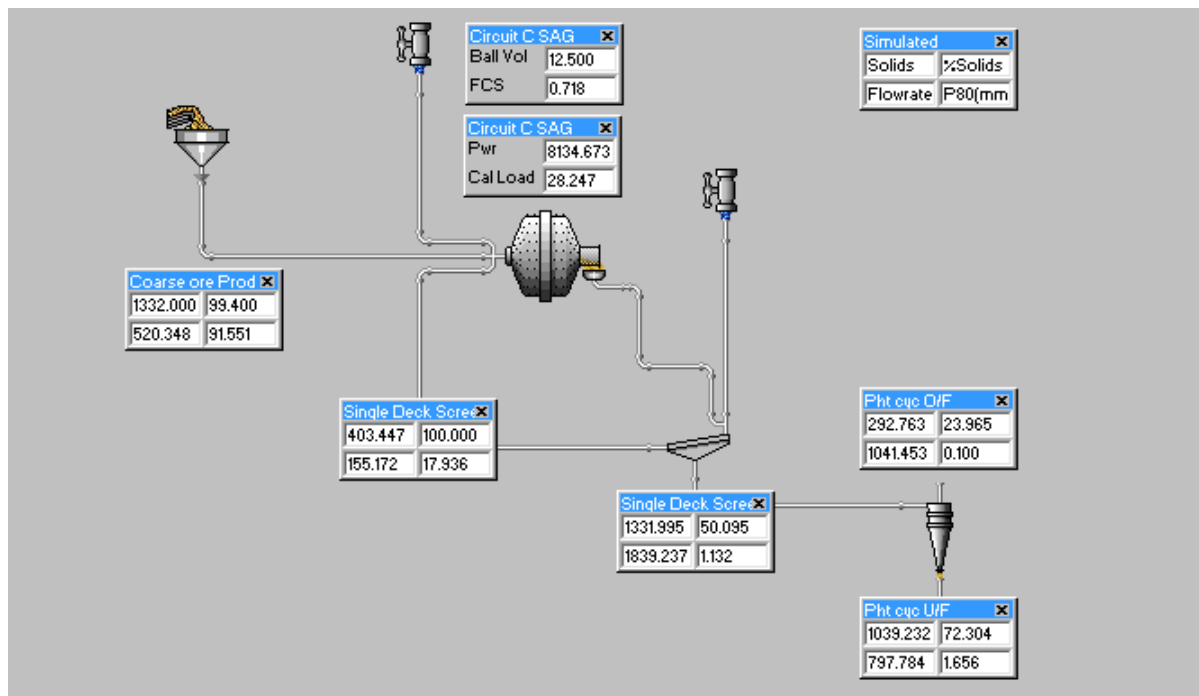 Circuit C SAG
Ball Vol 12.500
FCS 0.718
Simulated
Solids %Solids
Flowrate P80(mm
Circuit C SAG
Pwr 8134.673
Cal Load 28.247
Coarse ore Prod
1332.000 99.400
520.348 91.551
Single Deck Scree
403.447 100.000
155.172 17.936
Pht cyc O/F
292.763 23.965
1041.453 0.100
Single Deck Scree
1331.995 50.095
1839.237 1.132
Pht cyc U/F
1039.232 72.304
797.784 1.656